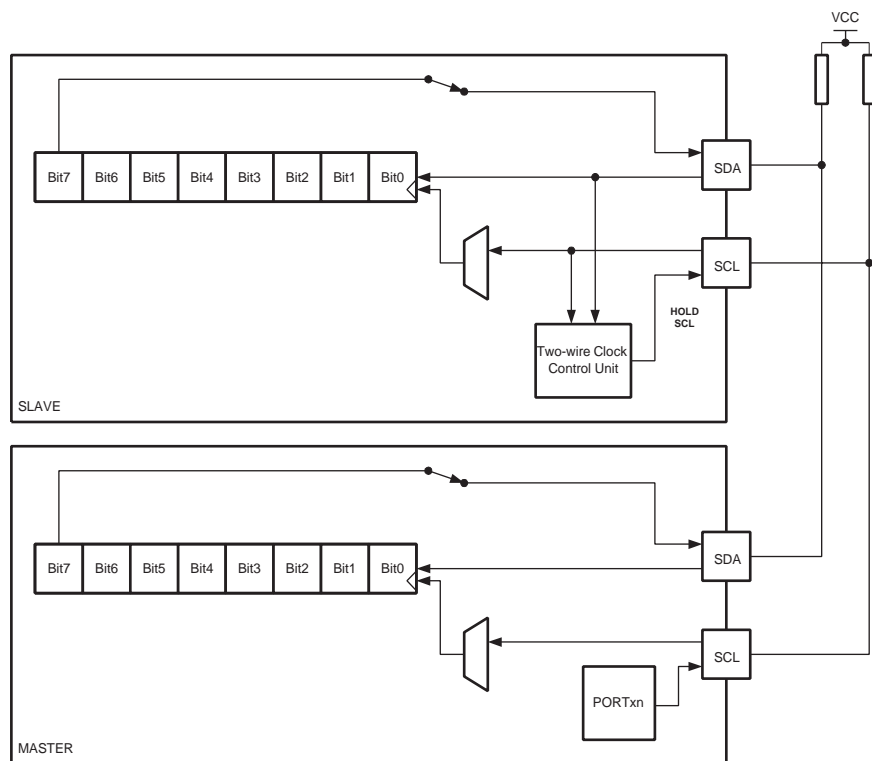 VCC
Bit7 Bit6 Bit5 Bit4 Bit3 Bit2 Bit1 Bit0
SDA
SCL
HOLD
SCL
Two-wire Clock
Control Unit
SLAVE
Bit7 Bit6 Bit5 Bit4 Bit3 Bit2 Bit1 Bit0
SDA
SCL
PORTxn
MASTER